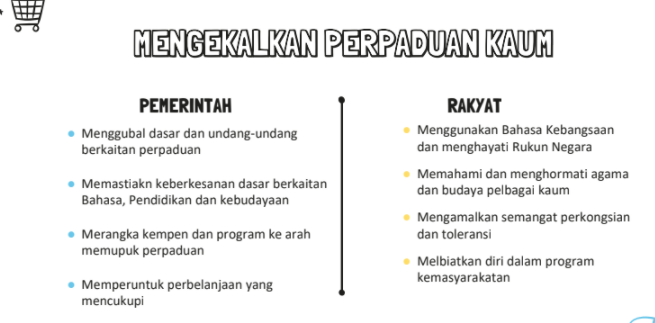 MENGEKALKAN PERPADUAN KAUM
PEMERINTAH
Menggubal dasar dan undang-undang
berkaitan perpaduan
Memastiakn keberkesanan dasar berkaitan
Bahasa, Pendidikan dan kebudayaan
Merangka kempen dan program ke arah
memupuk perpaduan
Memperuntuk perbelanjaan yang
mencukupi
RAKYAT
Menggunakan Bahasa Kebangsaan
dan menghayati Rukun Negara
Memahami dan menghormati agama
dan budaya pelbagai kaum
Mengamalkan semangat perkongsian
dan toleransi
Melbiatkan diri dalam program
kemasyarakatan